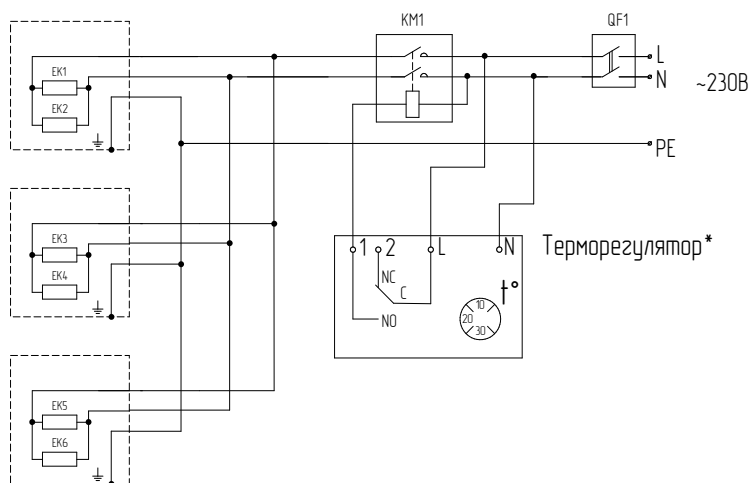 KM1
QF1
L
N
~230В
PE
EK1
EK2
EK3
EK4
EK5
EK6
1
2
L
N
Терморегулятор*
NC
C
NO
t°
10
20
30